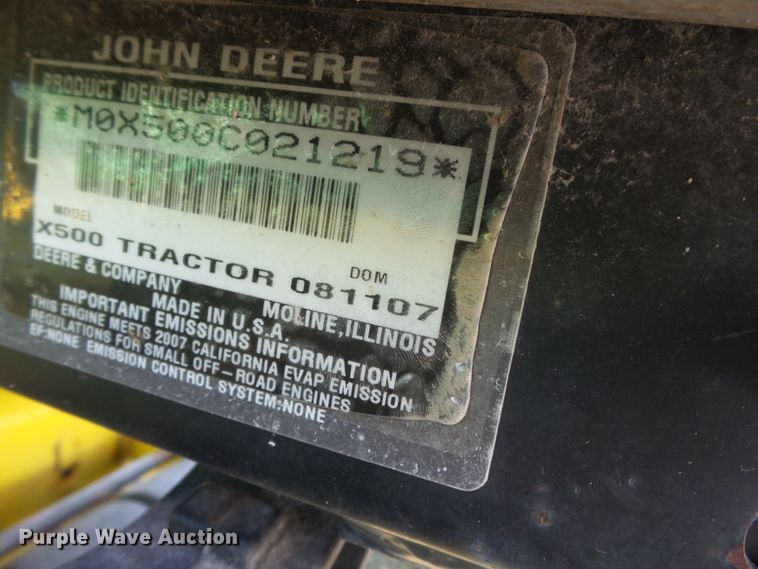 JOHN DEERE
PRODUCT IDENTIFICATION NUMBER
*M0X500C021219*
MODEL
X500 TRACTOR
DOM
081107
DEERE & COMPANY
MOLINE, ILLINOIS
MADE IN U.S.A.
IMPORTANT EMISSIONS INFORMATION
THIS ENGINE MEETS 2007 CALIFORNIA EVAP EMISSION
REGULATIONS FOR SMALL OFF-ROAD ENGINES
EF:NONE EMISSION CONTROL SYSTEM:NONE
Purple Wave Auction